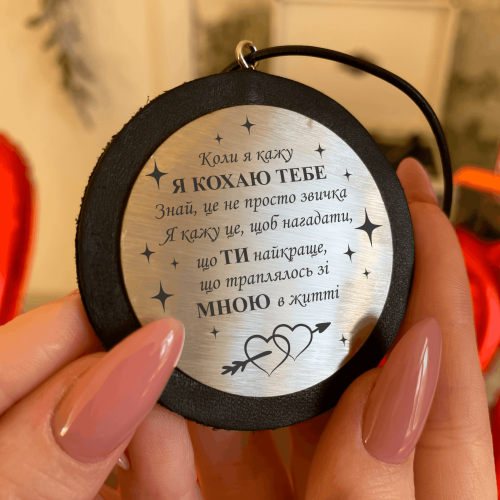 Коли я кажу
Я КОХАЮ ТЕБЕ
Знай, це не просто звичка
Я кажу це, щоб нагадати,
що ТИ найкраще,
що траплялось зі
МНОЮ в житті